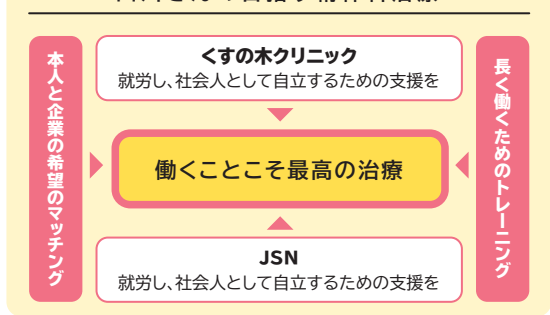 くすの木クリニック
就労し、社会人として自立するための支援を
本人と企業の希望のマッチング
働くことこそ最高の治療
長く働くためのトレーニング
JSN
就労し、社会人として自立するための支援を